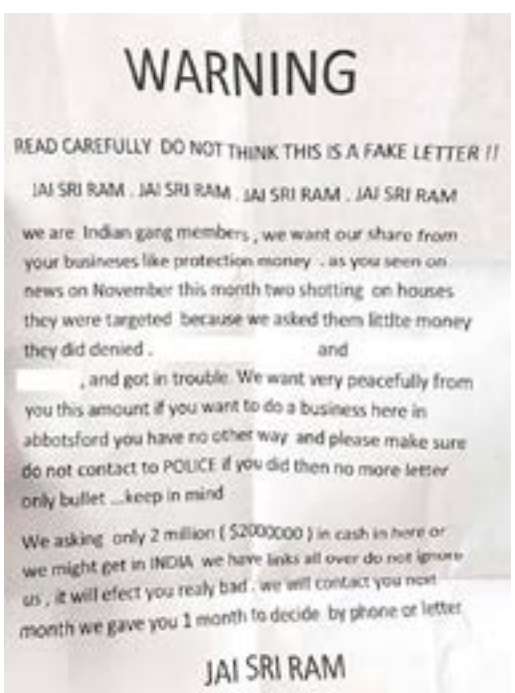 WARNING
READ CAREFULLY DO NOT THINK THIS IS A FAKE LETTER !!
JAI SRI RAM . JAI SRI RAM . JAI SRI RAM . JAI SRI RAM
we are Indian gang members , we want our share from
your busineses like protection money . as you seen on
news on November this month two shotting on houses
they were targeted because we asked them littlte money
they did denied . and
, and got in trouble. We want very peacefully from
you this amount if you want to do a business here in
abbotsford you have no other way and please make sure
do not contact to POLICE if you did then no more letter
only bullet ...keep in mind
We asking only 2 million ( $2000000 ) in cash in here or
we might get in INDIA we have links all over do not ignore
us , it will efect you realy bad . we will contact you next
month we gave you 1 month to decide by phone or letter
JAI SRI RAM